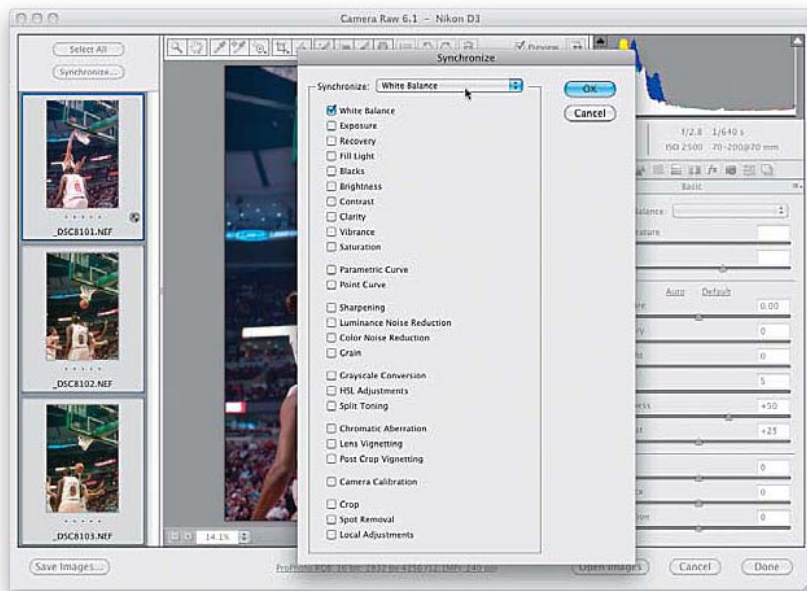 Camera Raw 6.1 – Nikon D3
Select All
Synchronize...
Preview
Synchronize
Synchronize: White Balance
OK
Cancel
White Balance
Exposure
Recovery
Fill Light
Blacks
Brightness
Contrast
Clarity
Vibrance
Saturation
Parametric Curve
Point Curve
Sharpening
Luminance Noise Reduction
Color Noise Reduction
Grain
Grayscale Conversion
HSL Adjustments
Split Toning
Chromatic Aberration
Lens Vignetting
Post Crop Vignetting
Camera Calibration
Crop
Spot Removal
Local Adjustments
_DSC8101.NEF
_DSC8102.NEF
_DSC8103.NEF
f/2.8 1/640 s
ISO 2500 70-200@70 mm
Basic
Auto Default
0.00
0
0
5
+50
+25
0
0
0
14.1%
Save Images...
Open Images
Cancel
Done